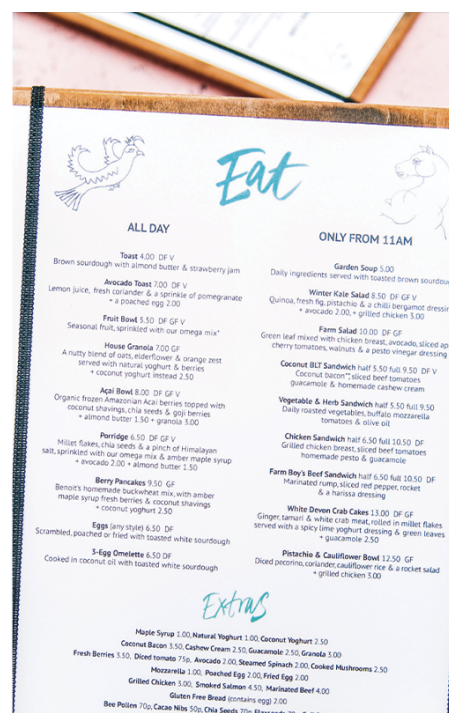 Eat
ALL DAY
Toast 4.00 DF V
Brown sourdough with almond butter & strawberry jam
Avocado Toast 7.00 DF V
Lemon juice, fresh coriander & a sprinkle of pomegranate
+ a poached egg 2.00
Fruit Bowl 5.50 DF GF V
Seasonal fruit, sprinkled with our omega mix*
House Granola 7.00 GF
A nutty blend of oats, elderflower & orange zest
served with natural yoghurt & berries
+ coconut yoghurt instead 2.50
Açai Bowl 8.00 DF GF V
Organic frozen Amazonian Açai berries topped with
coconut shavings, chia seeds & goji berries
+ almond butter 1.50 + granola 3.00
Porridge 6.50 DF GF V
Millet flakes, chia seeds & a pinch of Himalayan
salt, sprinkled with our omega & amber maple syrup
+ avocado 2.00 + almond butter 1.50
Berry Pancakes 9.50 GF
Benoit's homemade buckwheat mix, with amber
maple syrup fresh berries & coconut shavings
+ coconut yoghurt 2.50
Eggs (any style) 6.50 DF
Scrambled, poached or fried with toasted white sourdough
3-Egg Omelette 6.50 DF
Cooked in coconut oil with toasted white sourdough
ONLY FROM 11AM
Garden Soup 5.00
Daily ingredients served with toasted brown sourdou
Winter Kale Salad 8.50 DF GF V
Quinoa, fresh fig, pistachio & a chilli bergamot dressin
+ avocado 2.00, + grilled chicken 3.00
Farm Salad 10.00 DF GF
Green leaf mixed with chicken breast, avocado, sliced ap
cherry tomatoes, walnuts & a pesto vinegar dressing
Coconut BLT Sandwich half 5.50 full 9.50 DF V
Coconut bacon**, sliced beef tomatoes
guacamole & homemade cashew cream
Vegetable & Herb Sandwich half 5.50 full 9.50
Daily roasted vegetables, buffalo mozzarella
tomatoes & olive oil
Chicken Sandwich half 6.50 full 10.50 DF
Grilled chicken breast, sliced beef tomatoes
homemade pesto & guacamole
Farm Boy's Beef Sandwich half 6.50 full 10.50 DF
Marinated rump, sliced red pepper, rocket
& a harissa dressing
White Devon Crab Cakes 13.00 DF GF
Ginger, tamari & white crab meat, rolled in millet flakes
served with a spicy lime yoghurt dressing & green leaves
+ guacamole 2.50
Pistachio & Cauliflower Bowl 12.50 GF
Diced pecorino, coriander, cauliflower rice & a rocket salad
+ grilled chicken 3.00
Extras
Maple Syrup 1.00, Natural Yoghurt 1.00, Coconut Yoghurt 2.50
Coconut Bacon 3.50, Cashew Cream 2.50, Guacamole 2.50, Granola 3.00
Fresh Berries 3.50, Diced tomato 75p, Avocado 2.00, Steamed Spinach 2.00, Cooked Mushrooms 2.50
Mozzarella 1.00, Poached Egg 2.00, Fried Egg 2.00
Grilled Chicken 3.00, Smoked Salmon 4.50, Marinated Beef 4.00
Gluten Free Bread (contains egg) 2.00
Bee Pollen 70p, Cacao Nibs 50p, Chia Seeds 70p